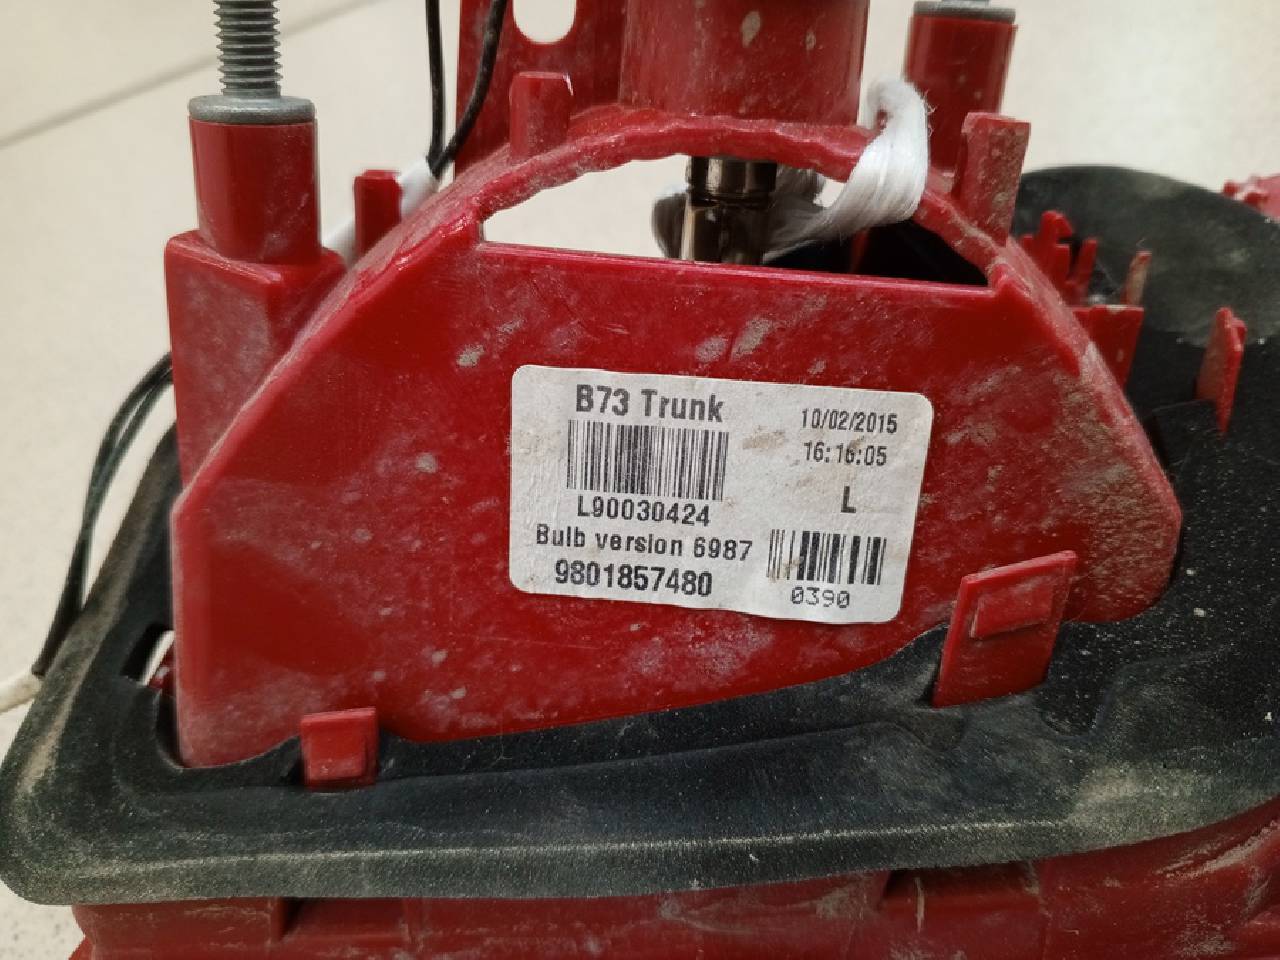 B73 Trunk
10/02/2015
16:16:05
L
L90030424
Bulb version 6987
9801857480
0390